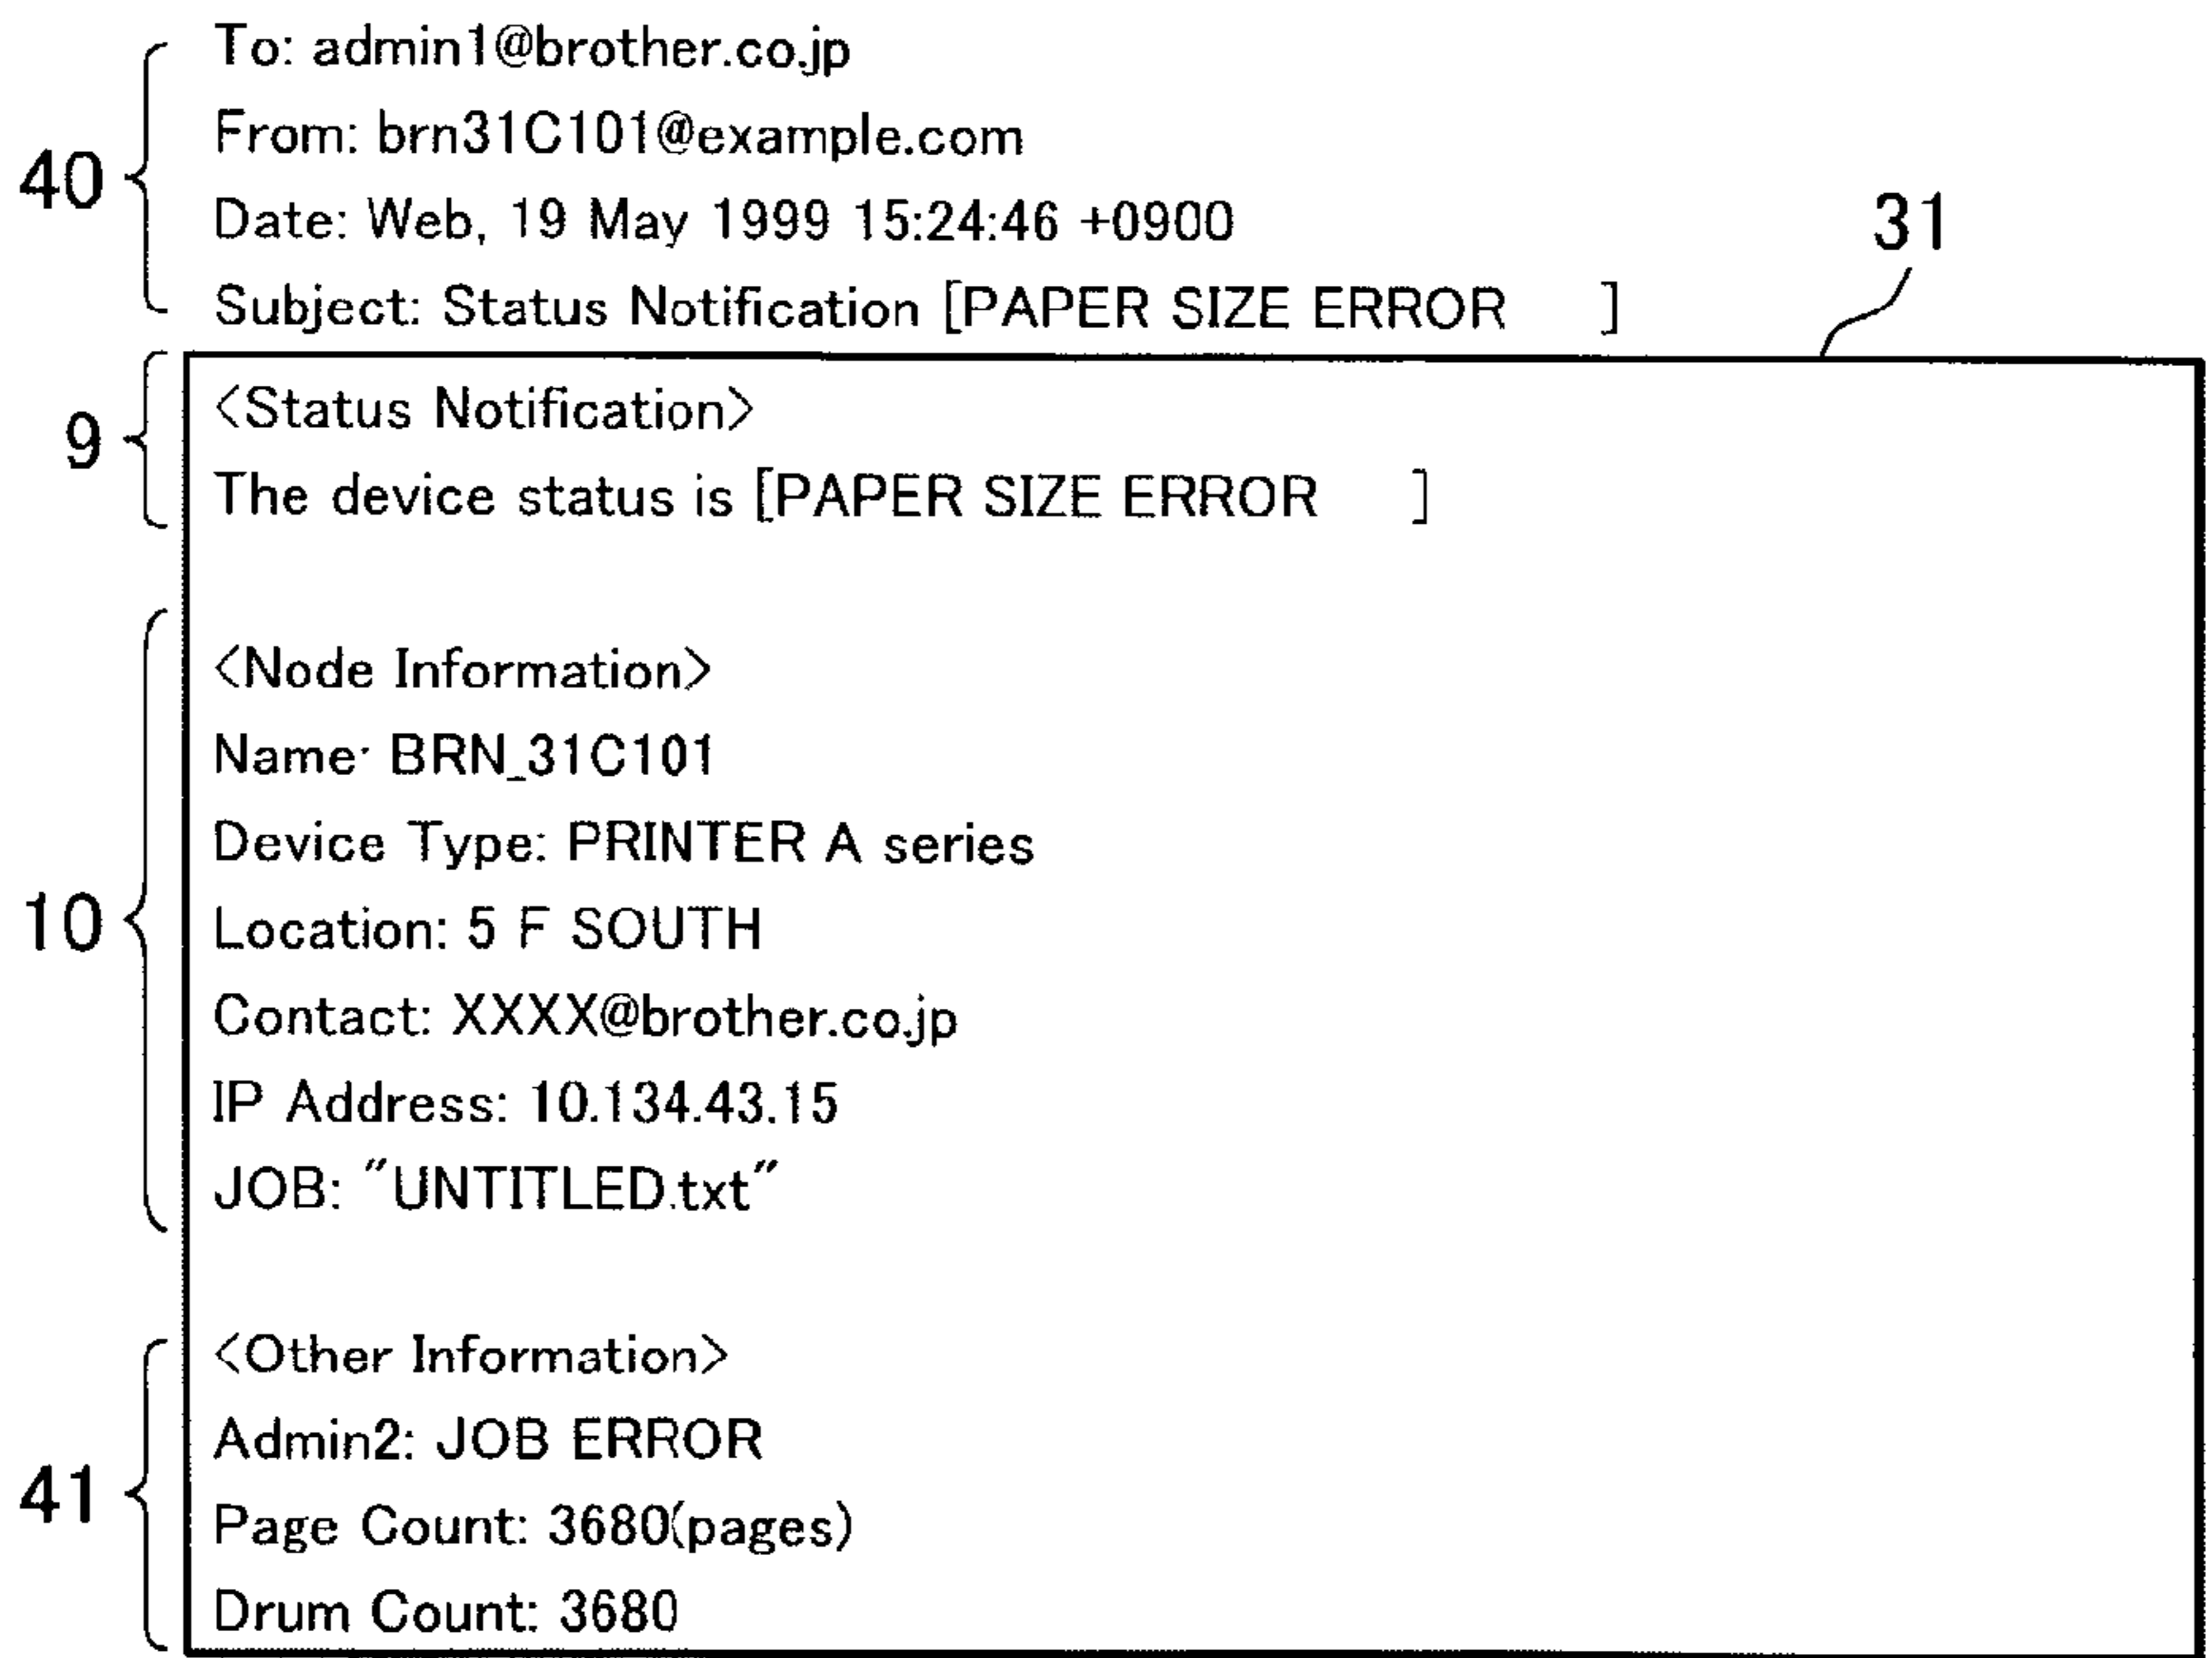 To: admin1@brother.co.jp
From: brn31C101@example.com
40
Date: Web, 19 May 1999 15:24:46 +0900
31
Subject: Status Notification [PAPER SIZE ERROR ]
<Status Notification>
9
The device status is [PAPER SIZE ERROR ]
<Node Information>
Name: BRN_31C101
Device Type: PRINTER A series
10
Location: 5 F SOUTH
Contact: XXXX@brother.co.jp
IP Address: 10.134.43.15
JOB: "UNTITLED.txt"
<Other Information>
Admin2: JOB ERROR
41
Page Count: 3680(pages)
Drum Count: 3680